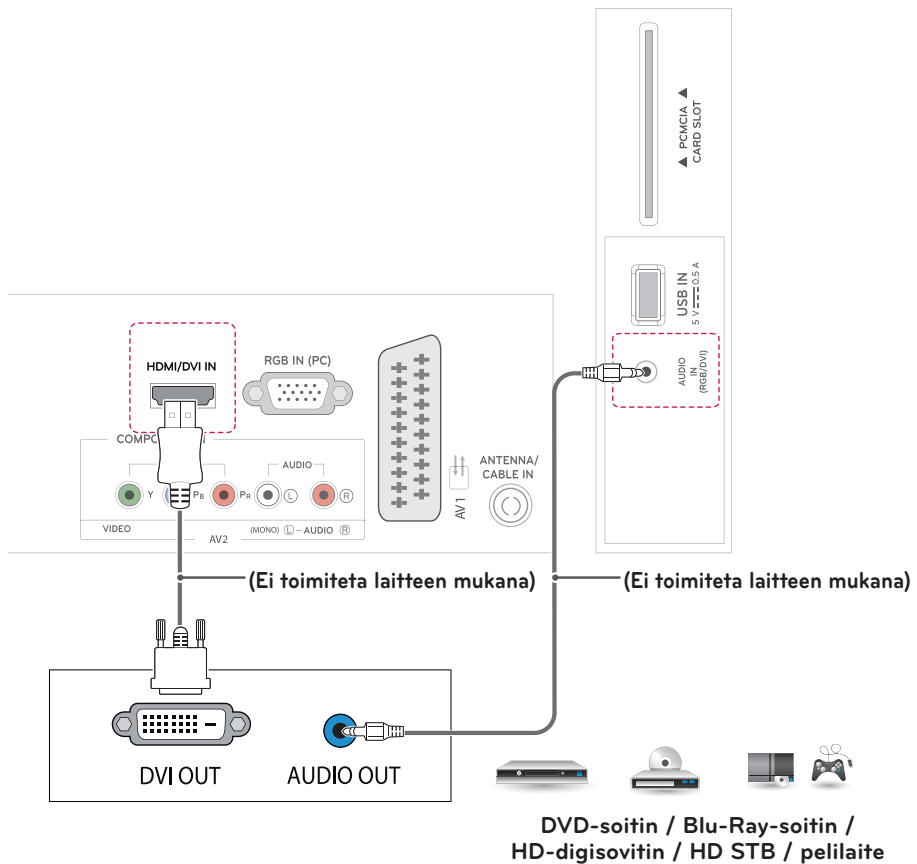 ▲ PCMCIA ▲
CARD SLOT
USB IN
5 V 0.5 A
AUDIO
IN
(RGB/DVI)
HDMI/DVI IN
RGB IN (PC)
Y
PB
PR
AUDIO
L
R
VIDEO
AV2
(MONO) L – AUDIO R
AV 1
ANTENNA/
CABLE IN
(Ei toimiteta laitteen mukana)
(Ei toimiteta laitteen mukana)
DVI OUT
AUDIO OUT
DVD-soitin / Blu-Ray-soitin /
HD-digisovitin / HD STB / pelilaite